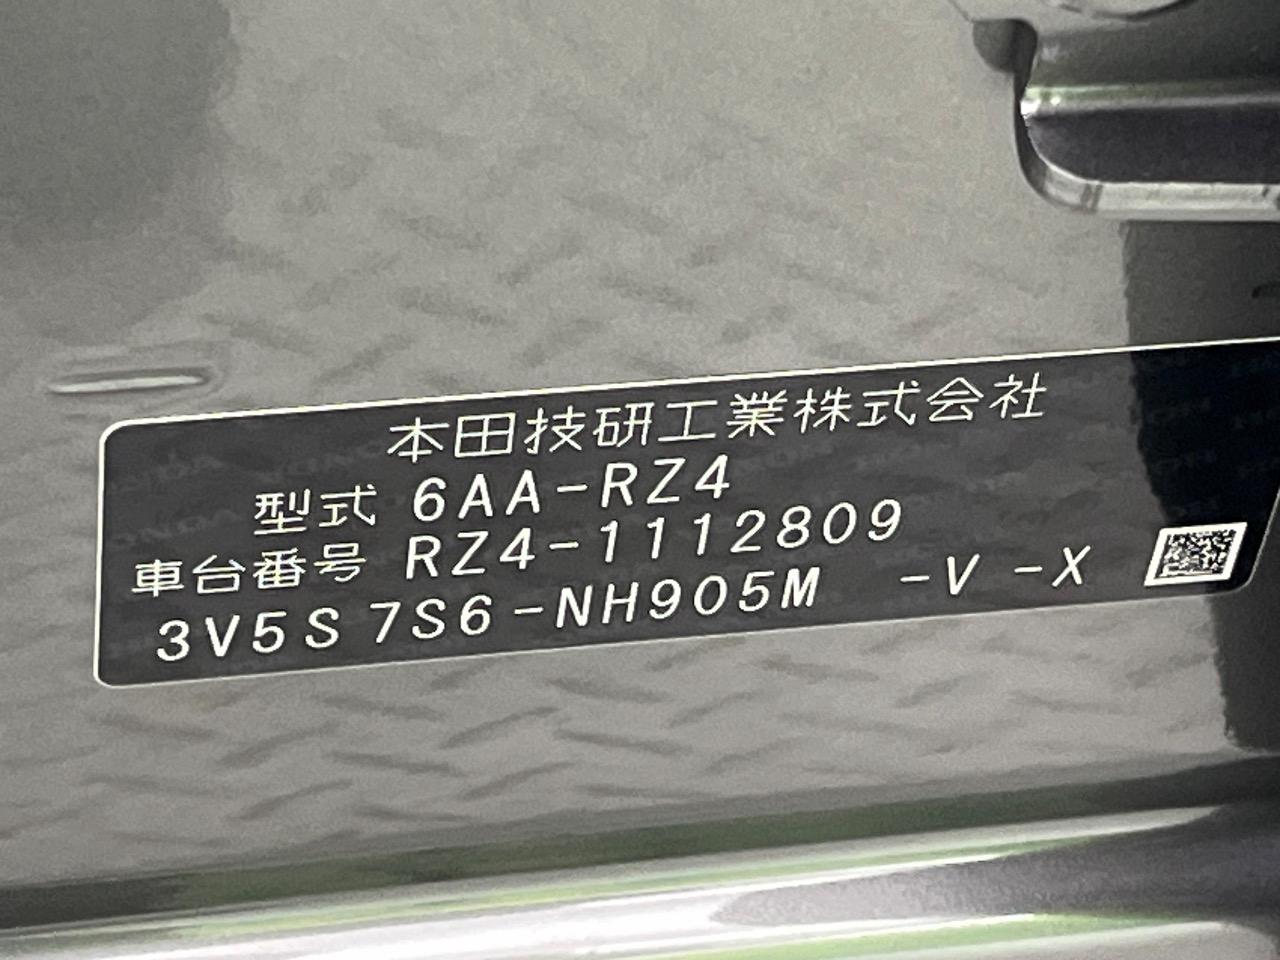 本田技研工業株式会社
型式 6AA-RZ4
車台番号 RZ4-1112809
3V5S 7S6-NH905M -V -X